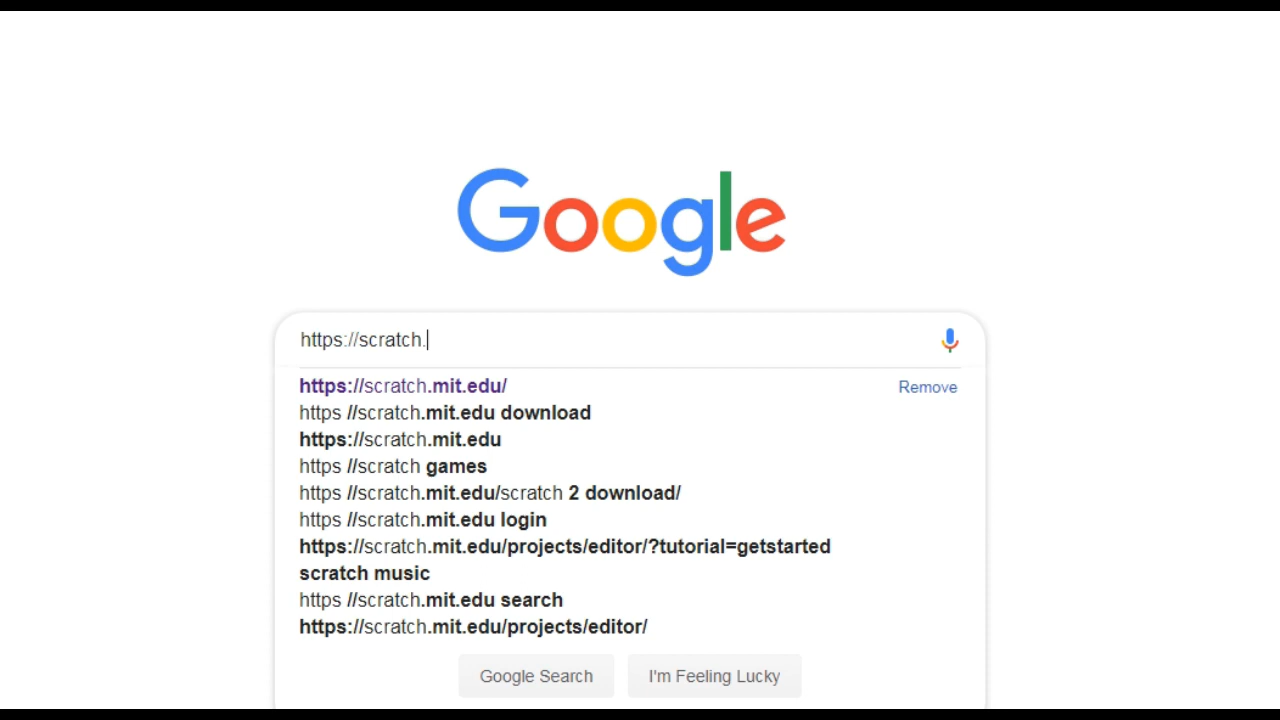 Google
https://scratch.
https://scratch.mit.edu/
Remove
https //scratch.mit.edu download
https://scratch.mit.edu
https //scratch games
https //scratch.mit.edu/scratch 2 download/
https //scratch.mit.edu login
https://scratch.mit.edu/projects/editor/?tutorial=getstarted
scratch music
https //scratch.mit.edu search
https://scratch.mit.edu/projects/editor/
Google Search
I'm Feeling Lucky